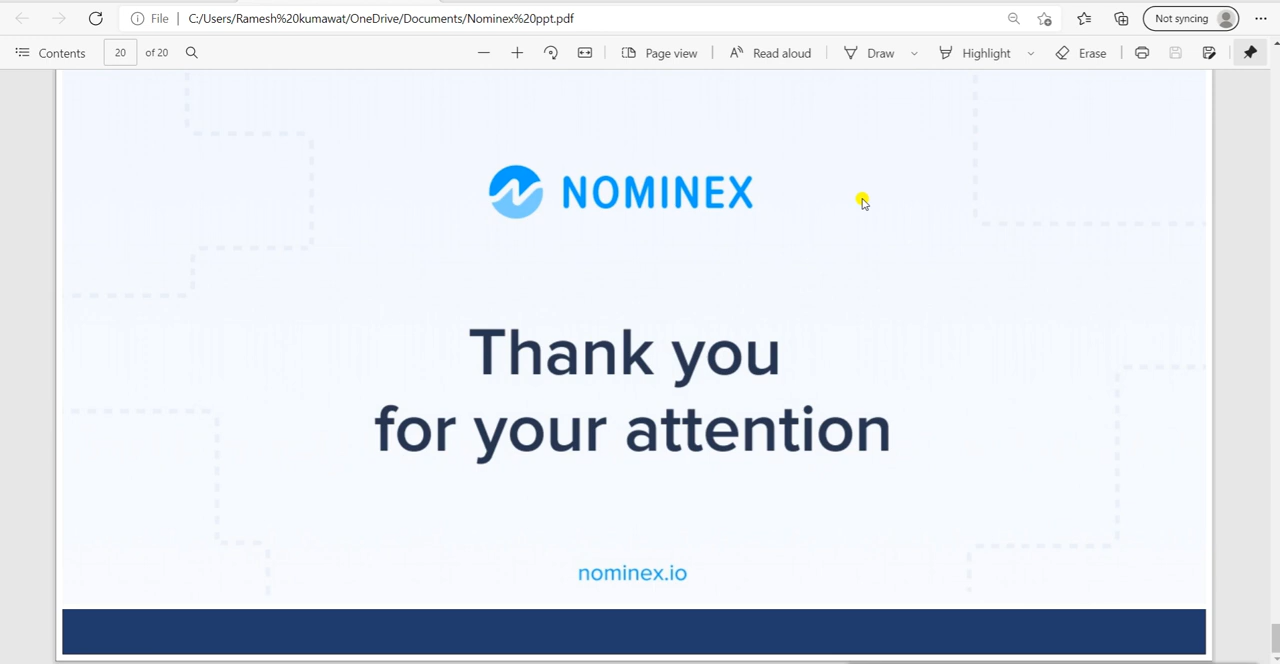 File
C:/Users/Ramesh%20kumawat/OneDrive/Documents/Nominex%20ppt.pdf
Not syncing
Contents
20
of 20
Page view
Read aloud
Draw
Highlight
Erase
NOMINEX
Thank you
for your attention
nominex.io